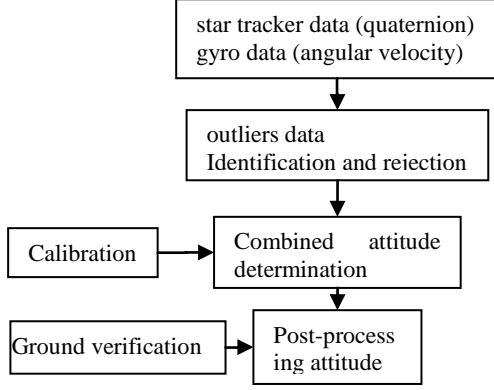 star tracker data (quaternion)
gyro data (angular velocity)
outliers data
Identification and rejection
Calibration
Combined attitude
determination
Ground verification
Post-process
ing attitude